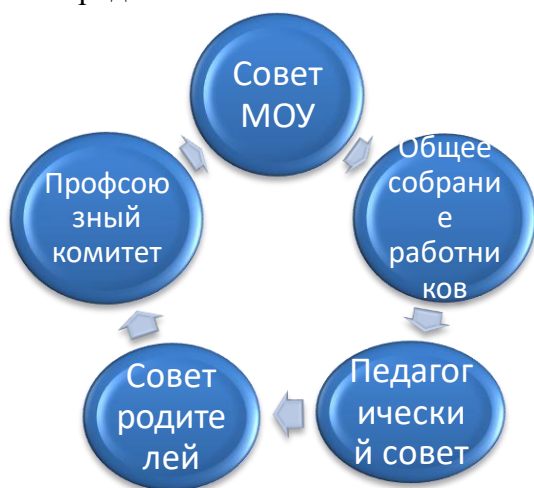 Совет
МОУ
Общее
собрани
е
работни
ков
Педагог
ически
й совет
Совет
родите
лей
Профсою
зный
комитет